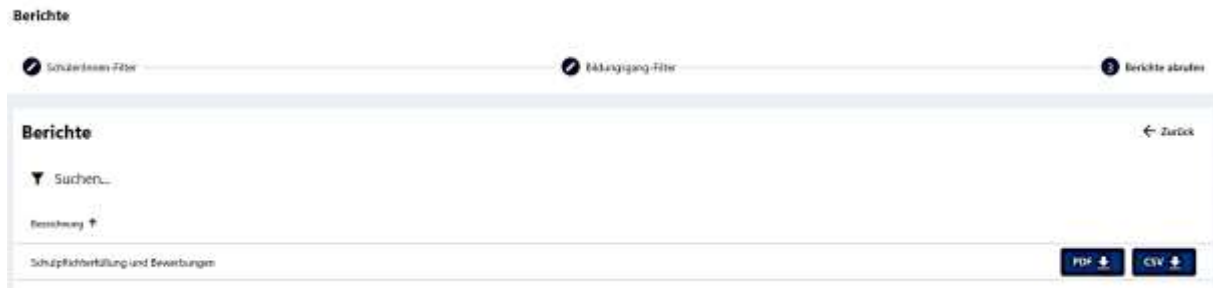 Berichte
SchülerInnen-Filter Bildungsgang-Filter 3 Berichte abrufen
Berichte ← Zurück
Suchen...
Bezeichnung ↑
Schulpflichterfüllung und Bewerbungen PDF CSV